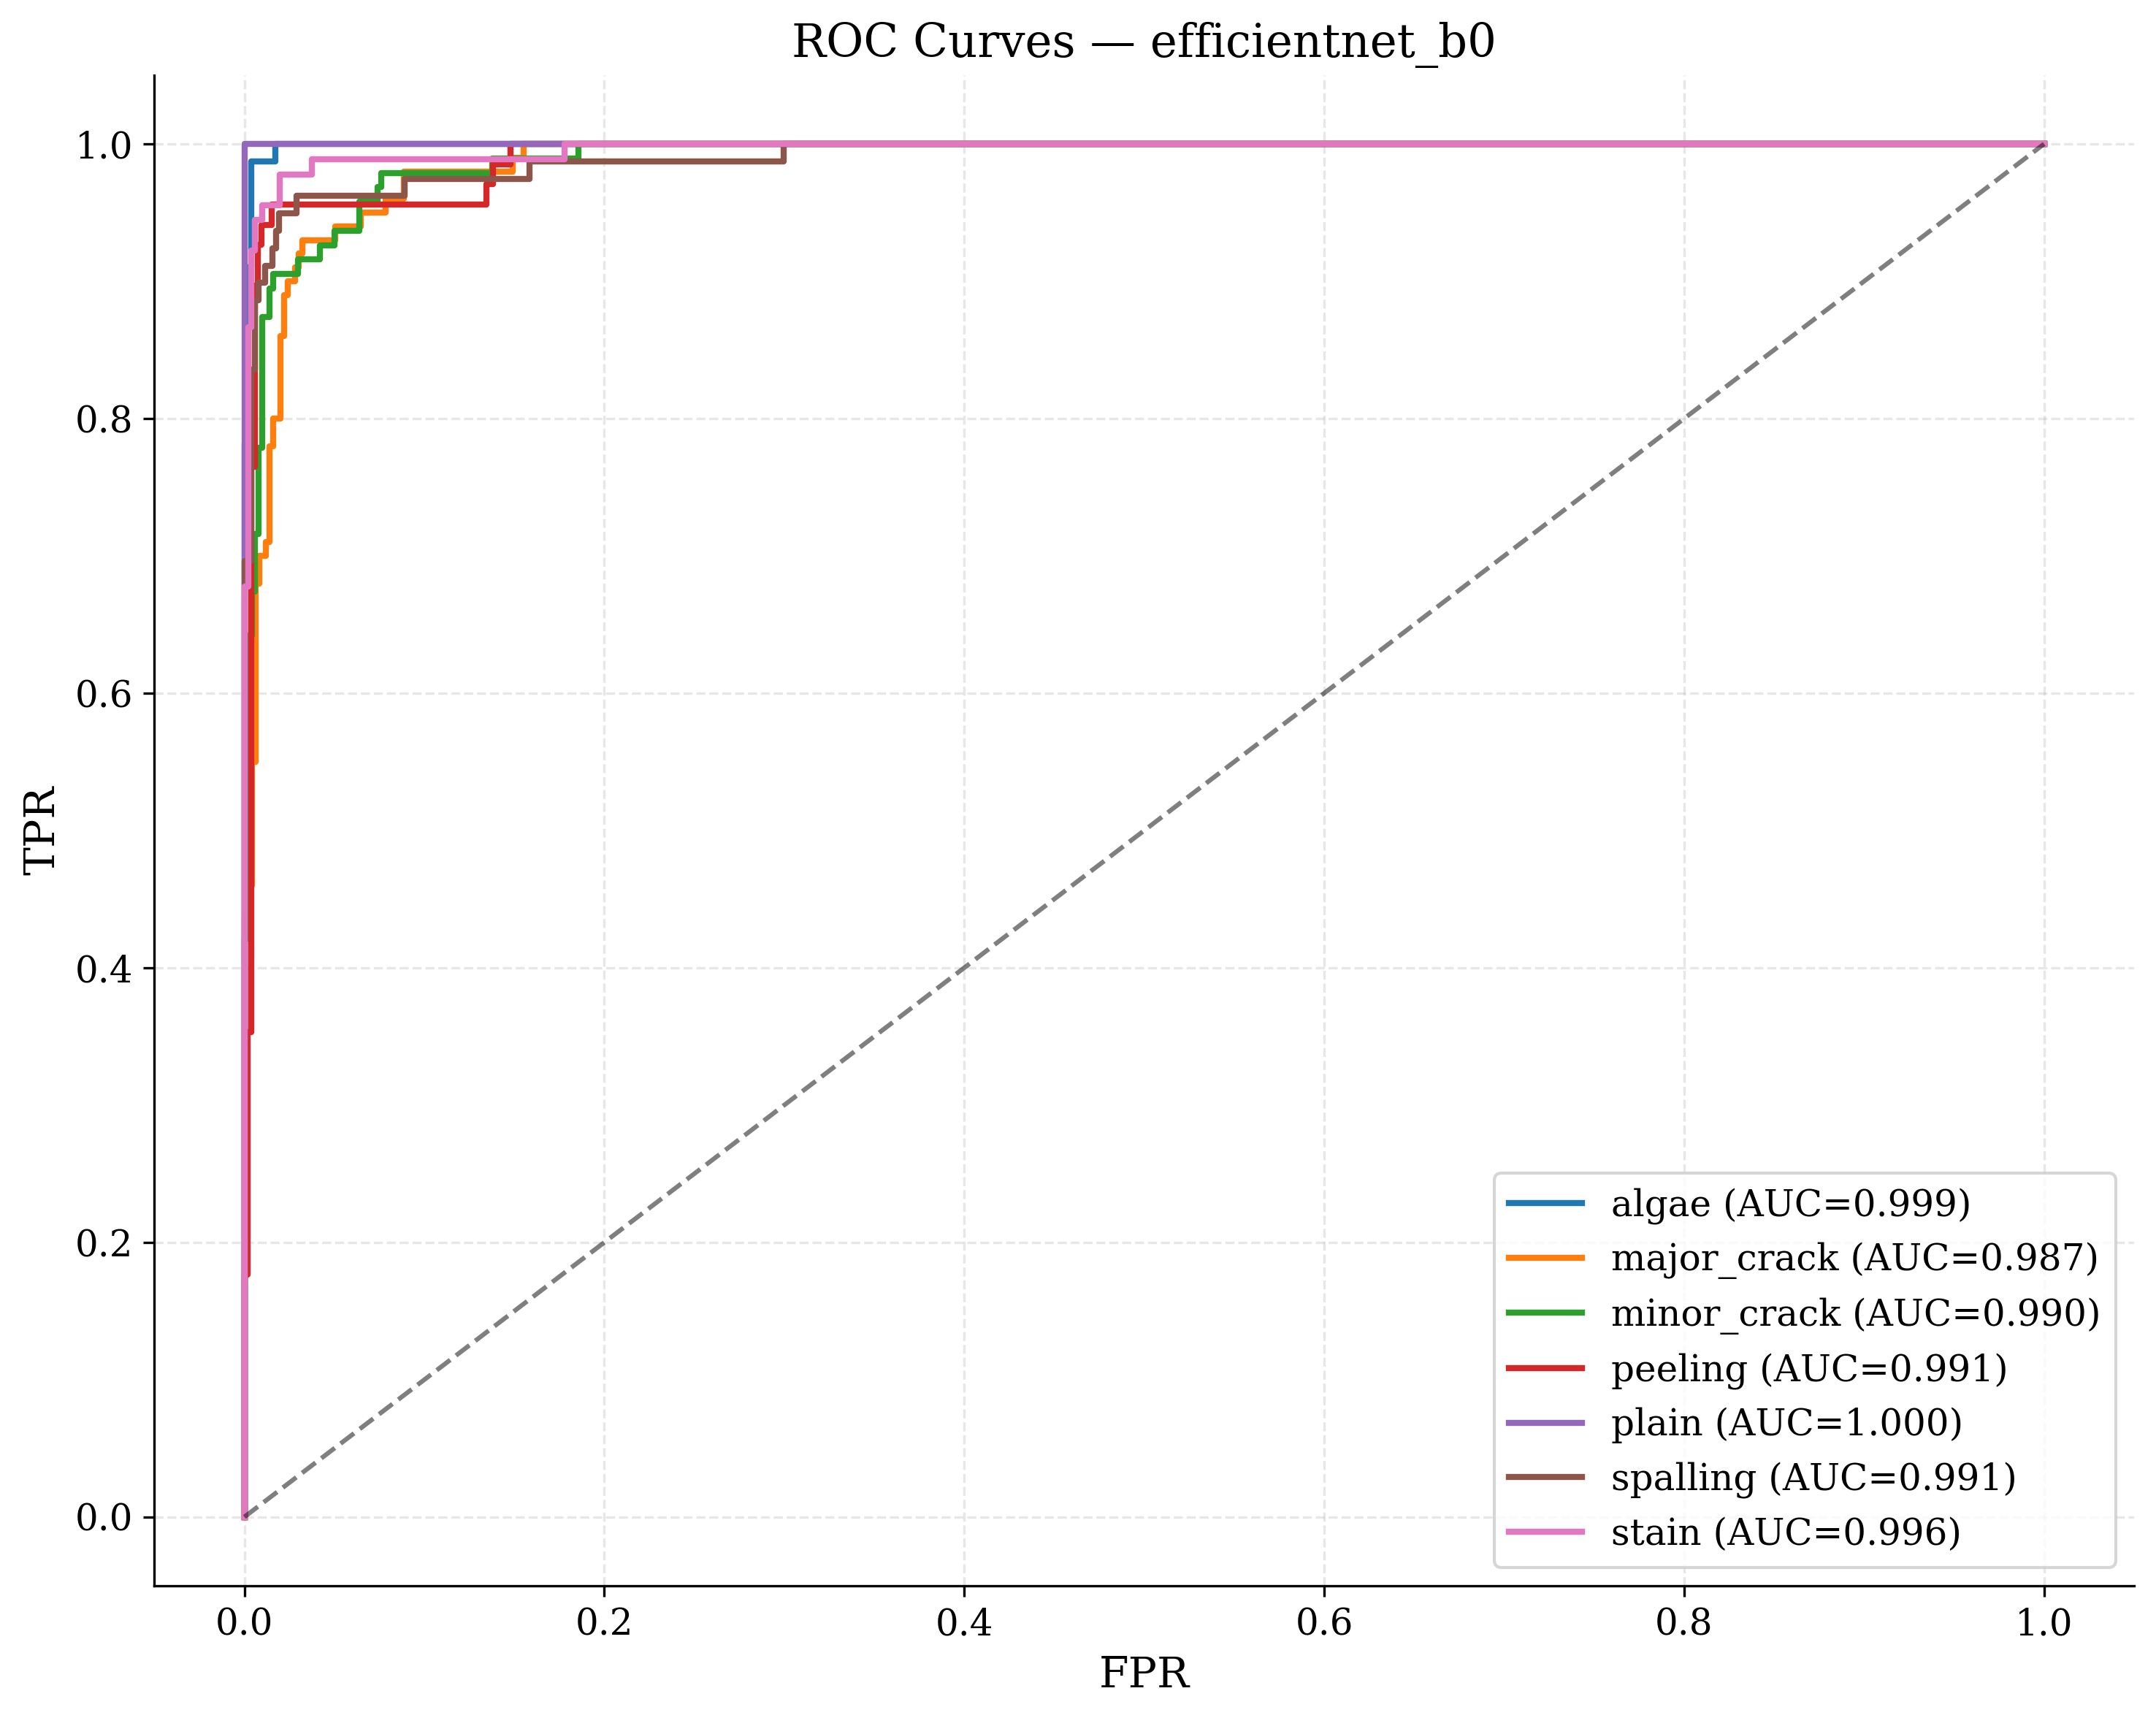 ROC Curves — efficientnet_b0
TPR
1.0
0.8
0.6
0.4
0.2
0.0
0.0 0.2 0.4 0.6 0.8 1.0
FPR
algae (AUC=0.999)
major_crack (AUC=0.987)
minor_crack (AUC=0.990)
peeling (AUC=0.991)
plain (AUC=1.000)
spalling (AUC=0.991)
stain (AUC=0.996)